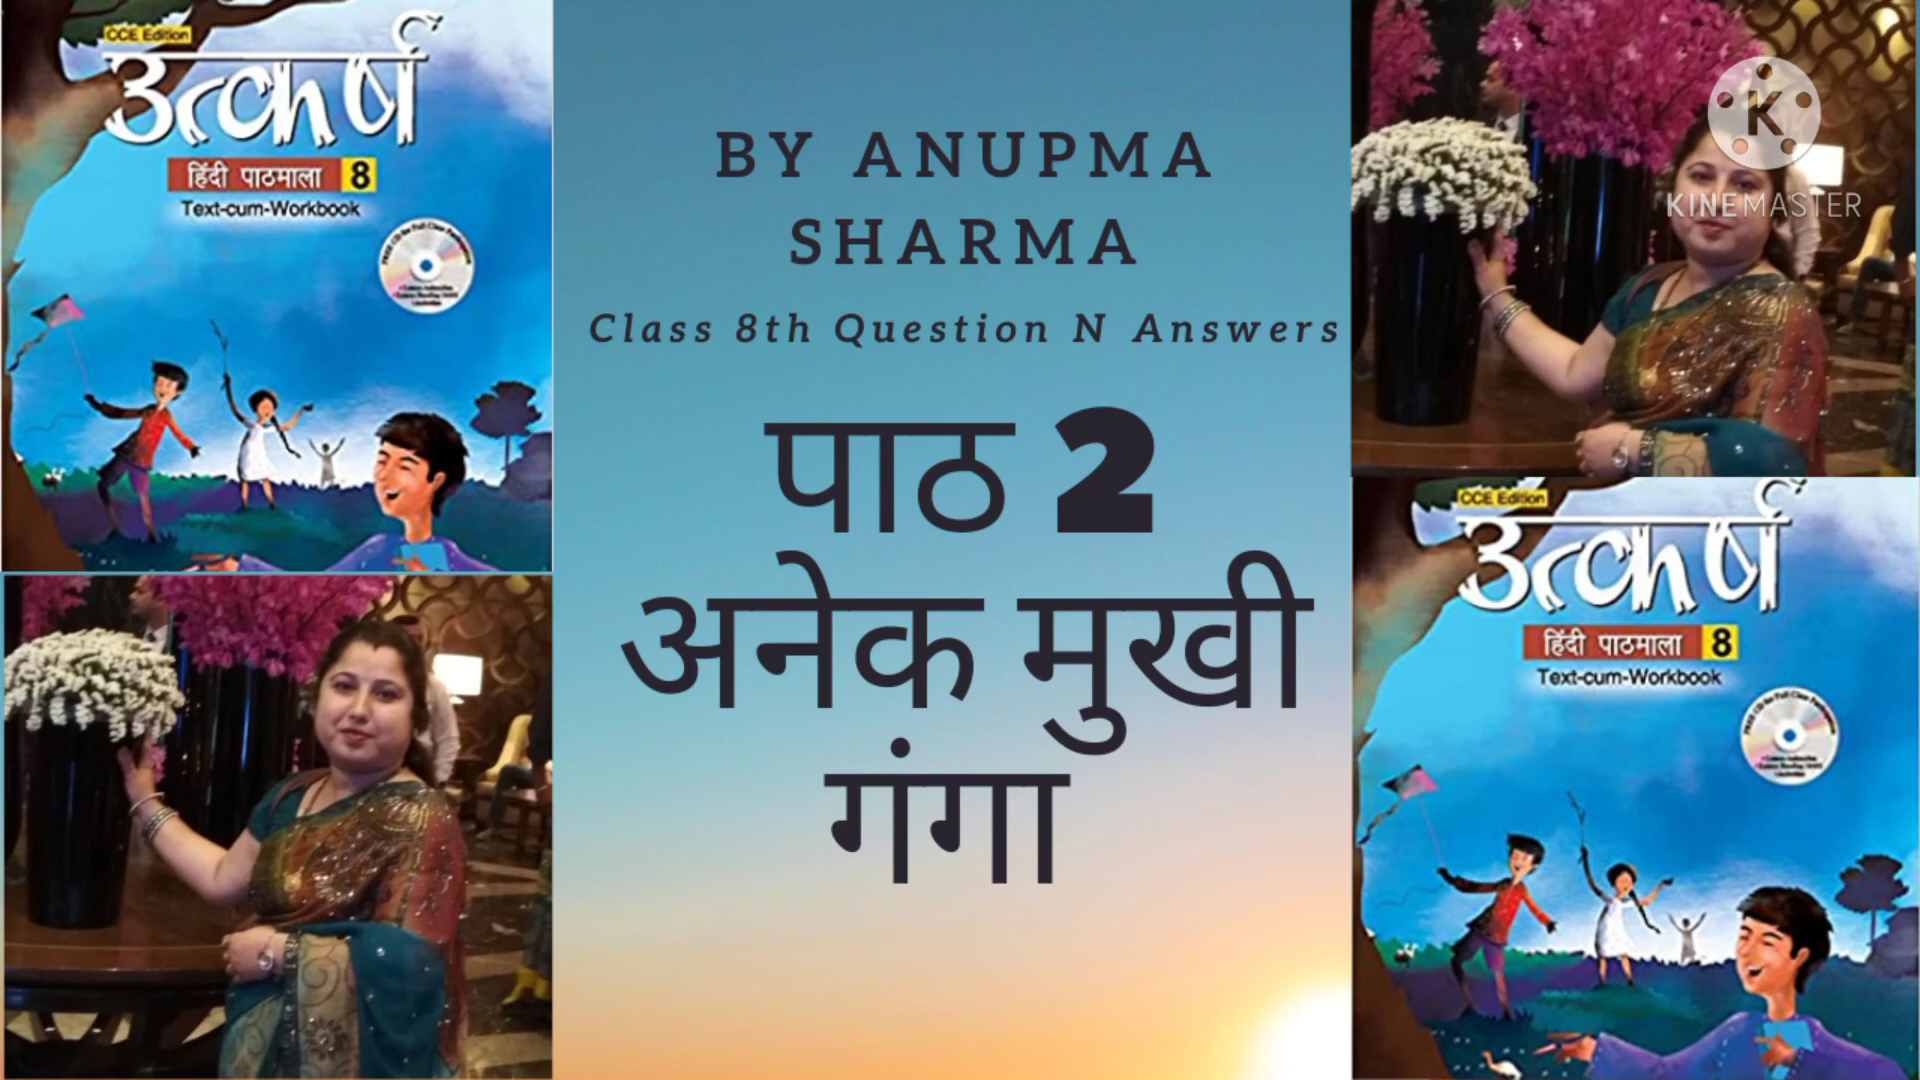 CCE Edition
उत्कर्ष
हिंदी पाठमाला 8
Text-cum-Workbook
BY ANUPMA
SHARMA
Class 8th Question N Answers
पाठ 2
अनेक मुखी
गंगा
K
KINEMASTER
CCE Edition
उत्कर्ष
हिंदी पाठमाला 8
Text-cum-Workbook